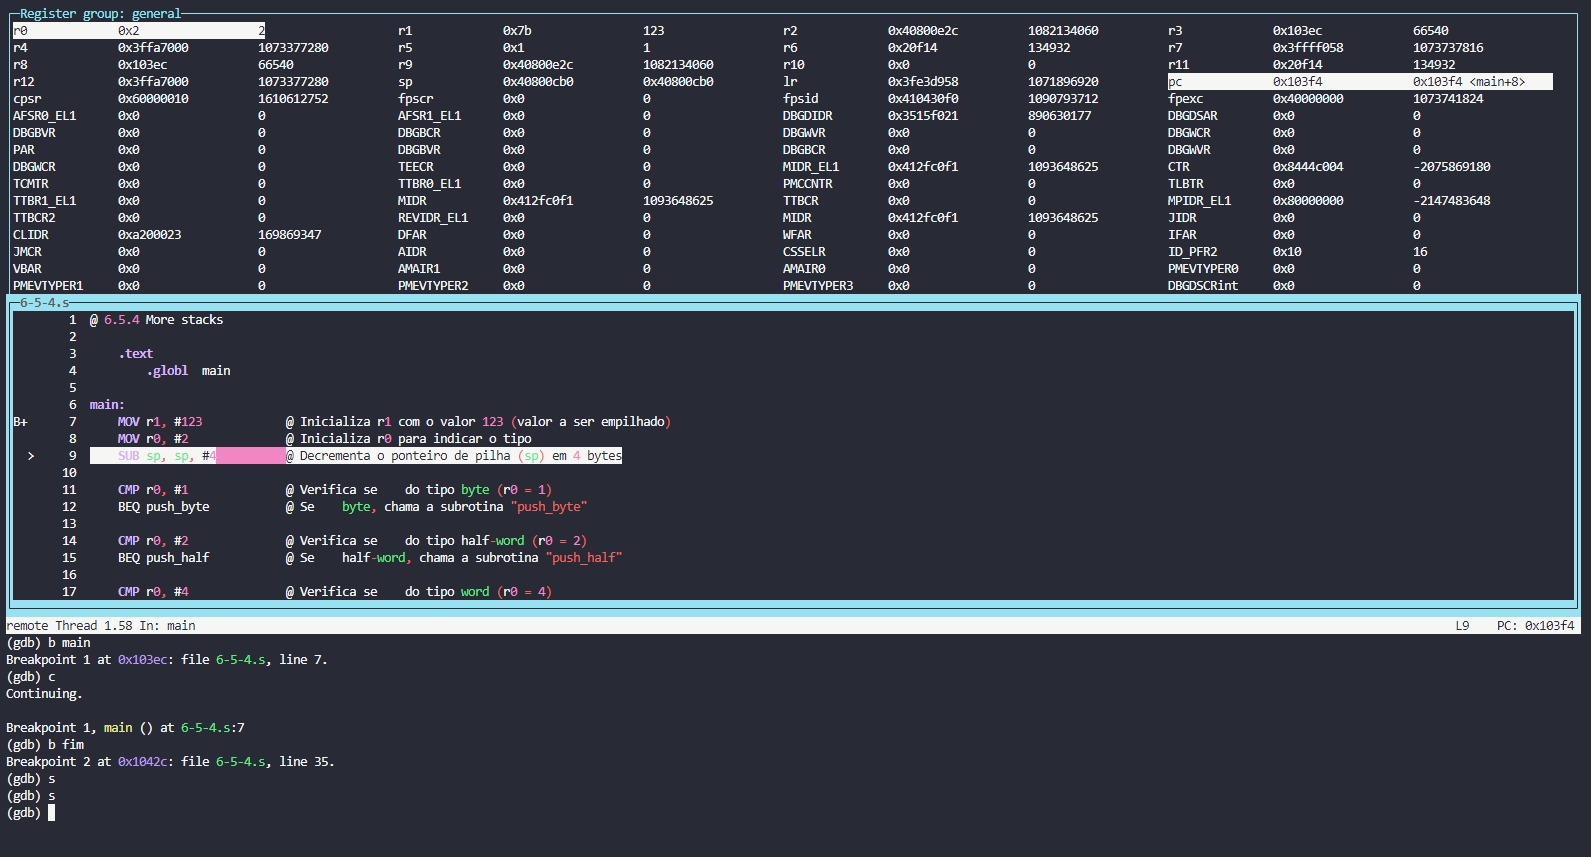 Register group: general
r0 0x2 2 r1 0x7b 123 r2 0x40800e2c 1082134060 r3 0x103ec 66540
r4 0x3ffa7000 1073377280 r5 0x1 1 r6 0x20f14 134932 r7 0x3ffff058 1073737816
r8 0x103ec 66540 r9 0x40800e2c 1082134060 r10 0x0 0 r11 0x20f14 134932
r12 0x3ffa7000 1073377280 sp 0x40800cb0 0x40800cb0 lr 0x3fe3d958 1071896920 pc 0x103f4 0x103f4 <main+8>
cpsr 0x60000010 1610612752 fpscr 0x0 0 fpsid 0x410430f0 1090793712 fpexc 0x40000000 1073741824
AFSR0_EL1 0x0 0 AFSR1_EL1 0x0 0 DBGDIDR 0x3515f021 890630177 DBGDSAR 0x0 0
DBGBVR 0x0 0 DBGBCR 0x0 0 DBGWVR 0x0 0 DBGWCR 0x0 0
PAR 0x0 0 DBGBVR 0x0 0 DBGBCR 0x0 0 DBGWVR 0x0 0
DBGWCR 0x0 0 TEECR 0x0 0 MIDR_EL1 0x412fc0f1 1093648625 CTR 0x8444c004 -2075869180
TCMTR 0x0 0 TTBR0_EL1 0x0 0 PMCCNTR 0x0 0 TLBTR 0x0 0
TTBR1_EL1 0x0 0 MIDR 0x412fc0f1 1093648625 TTBCR 0x0 0 MPIDR_EL1 0x80000000 -2147483648
TTBCR2 0x0 0 REVIDR_EL1 0x0 0 MIDR 0x412fc0f1 1093648625 JIDR 0x0 0
CLIDR 0xa200023 169869347 DFAR 0x0 0 WFAR 0x0 0 IFAR 0x0 0
JMCR 0x0 0 AIDR 0x0 0 CSSELR 0x0 0 ID_PFR2 0x10 16
VBAR 0x0 0 AMAIR1 0x0 0 AMAIR0 0x0 0 PMEVTYPER0 0x0 0
PMEVTYPER1 0x0 0 PMEVTYPER2 0x0 0 PMEVTYPER3 0x0 0 DBGDSCRint 0x0 0
6-5-4.s
1 @ 6.5.4 More stacks
2
3 .text
4 .globl main
5
6 main:
B+ 7 MOV r1, #123 @ Inicializa r1 com o valor 123 (valor a ser empilhado)
8 MOV r0, #2 @ Inicializa r0 para indicar o tipo
> 9 SUB sp, sp, #4 @ Decrementa o ponteiro de pilha (sp) em 4 bytes
10
11 CMP r0, #1 @ Verifica se do tipo byte (r0 = 1)
12 BEQ push_byte @ Se byte, chama a subrotina "push_byte"
13
14 CMP r0, #2 @ Verifica se do tipo half-word (r0 = 2)
15 BEQ push_half @ Se half-word, chama a subrotina "push_half"
16
17 CMP r0, #4 @ Verifica se do tipo word (r0 = 4)
remote Thread 1.58 In: main L9 PC: 0x103f4
(gdb) b main
Breakpoint 1 at 0x103ec: file 6-5-4.s, line 7.
(gdb) c
Continuing.
Breakpoint 1, main () at 6-5-4.s:7
(gdb) b fim
Breakpoint 2 at 0x1042c: file 6-5-4.s, line 35.
(gdb) s
(gdb) s
(gdb)